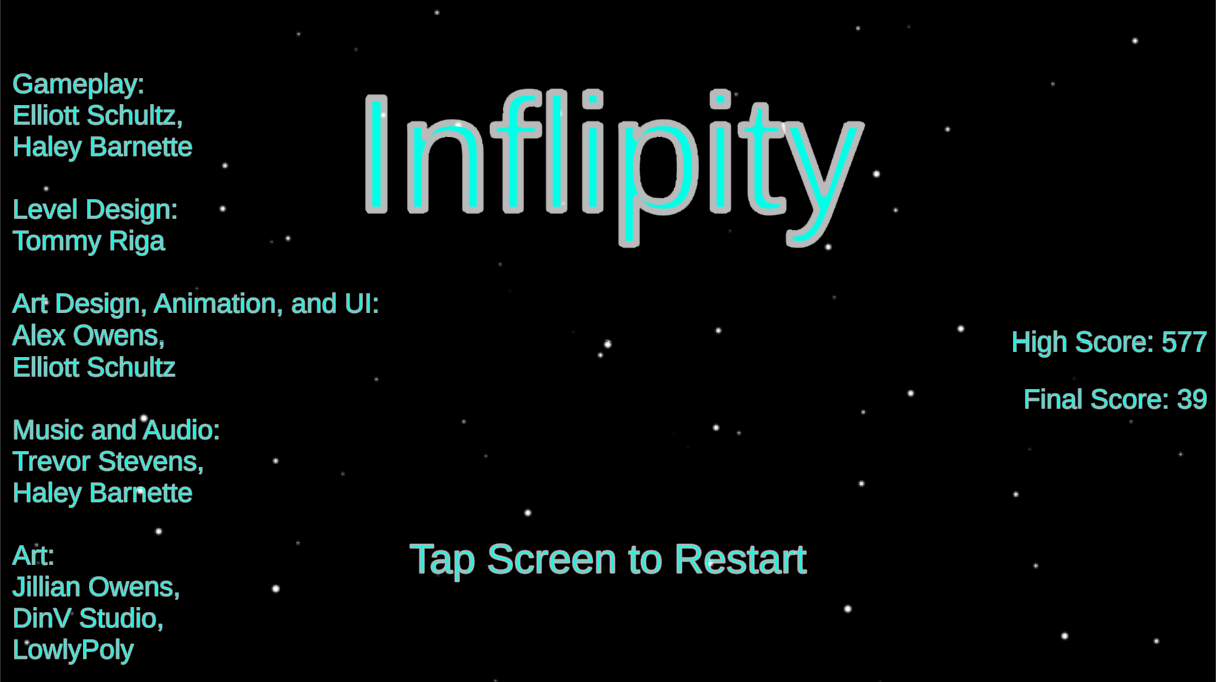 Inflipity
Gameplay:
Elliott Schultz,
Haley Barnette
Level Design:
Tommy Riga
Art Design, Animation, and UI:
Alex Owens,
Elliott Schultz
Music and Audio:
Trevor Stevens,
Haley Barnette
Art:
Jillian Owens,
DinV Studio,
LowlyPoly
High Score: 577
Final Score: 39
Tap Screen to Restart